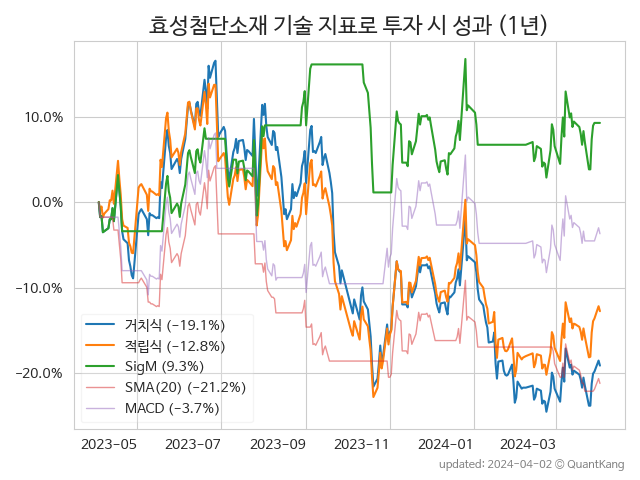 효성첨단소재 기술 지표로 투자 시 성과 (1년)
10.0%
0.0%
−10.0%
−20.0%
거치식 (−19.1%)
적립식 (−12.8%)
SigM (9.3%)
SMA(20) (−21.2%)
MACD (−3.7%)
2023-05 2023-07 2023-09 2023-11 2024-01 2024-03
updated: 2024-04-02 © QuantKang